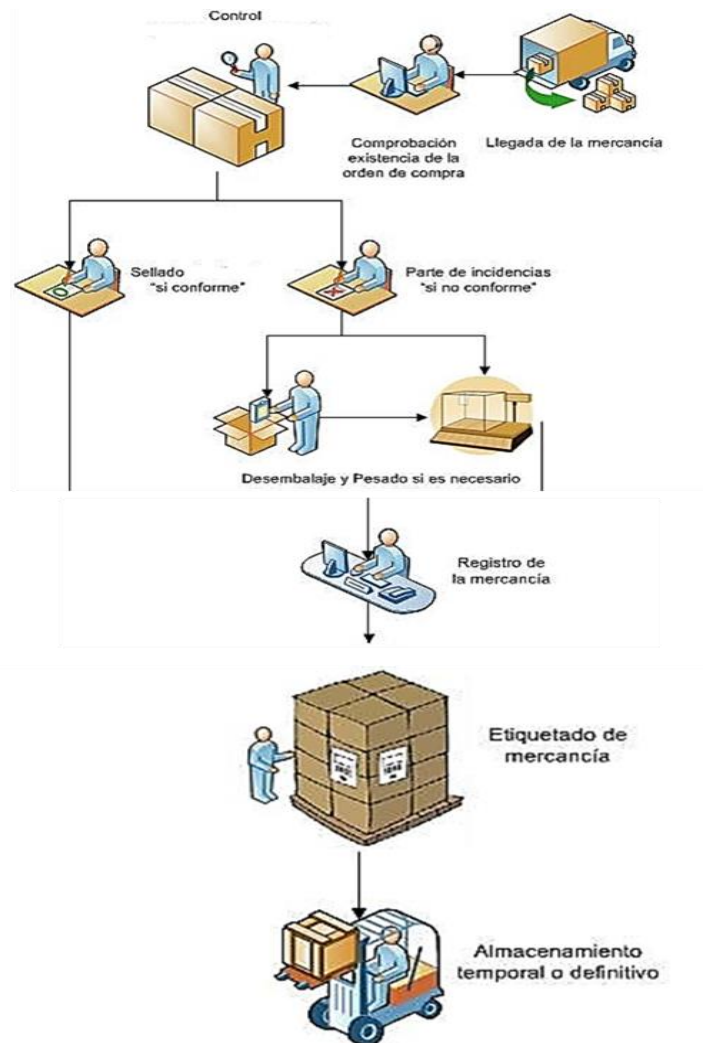 Control
Comprobación
existencia de la
orden de compra
Llegada de la mercancía
Sellado
"si conforme"
Parte de incidencias
"si no conforme"
Desembalaje y Pesado si es necesario
Registro de
la mercancía
Etiquetado de
mercancía
Almacenamiento
temporal o definitivo